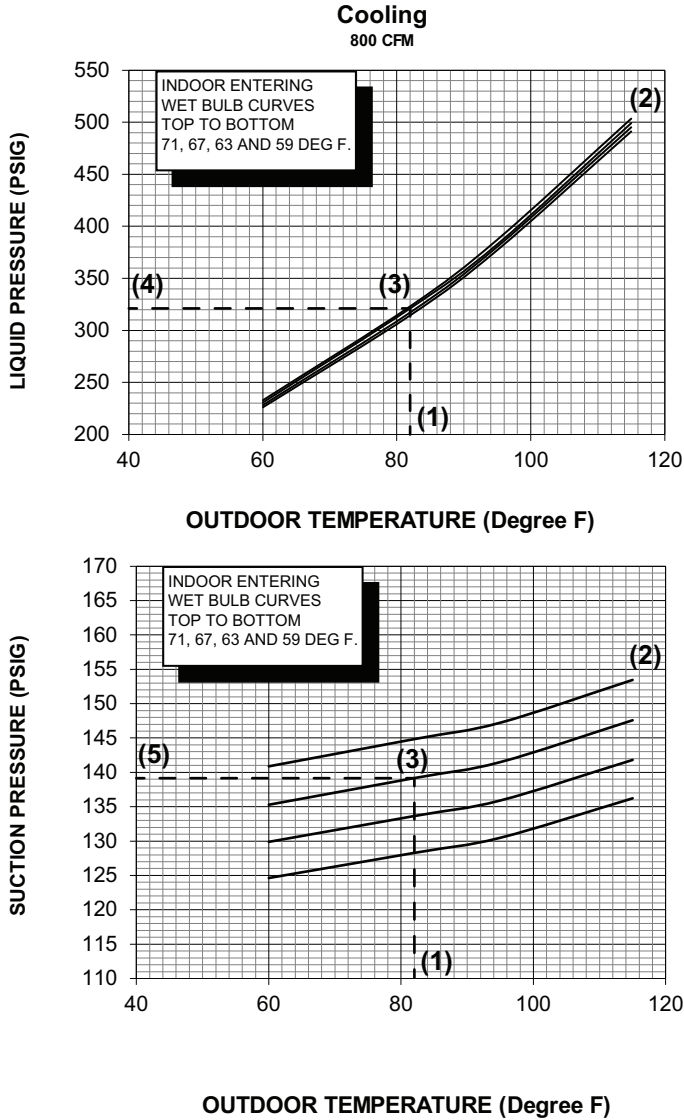 Cooling
800 CFM
INDOOR ENTERING
WET BULB CURVES
TOP TO BOTTOM
71, 67, 63 AND 59 DEG F.
LIQUID PRESSURE (PSIG)
550
500
450
400
350
300
250
200
(2)
(4)
(3)
(1)
40
60
80
100
120
OUTDOOR TEMPERATURE (Degree F)
INDOOR ENTERING
WET BULB CURVES
TOP TO BOTTOM
71, 67, 63 AND 59 DEG F.
SUCTION PRESSURE (PSIG)
170
165
160
155
150
145
140
135
130
125
120
115
110
(2)
(5)
(3)
(1)
40
60
80
100
120
OUTDOOR TEMPERATURE (Degree F)